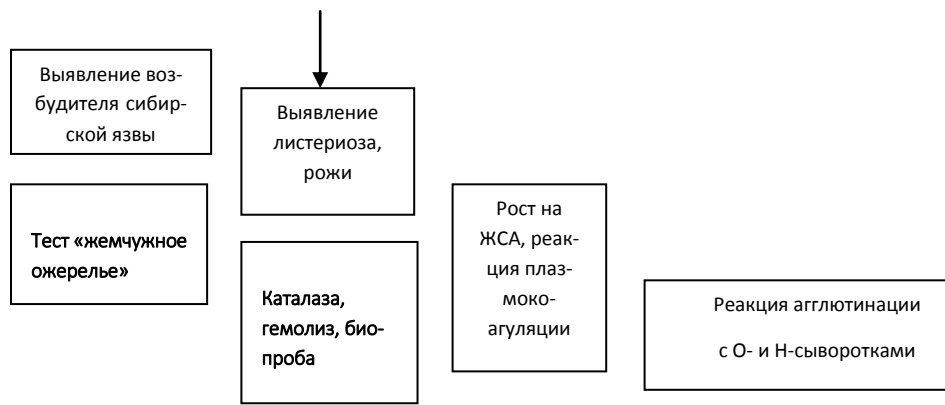 Выявление воз-
будителя сибир-
ской язвы
Выявление
листериоза,
рожи
Тест «жемчужное
ожерелье»
Каталаза,
гемолиз, био-
проба
Рост на
ЖСА, реак-
ция плаз-
моко-
агуляции
Реакция агглютинации
с О- и Н-сыворотками